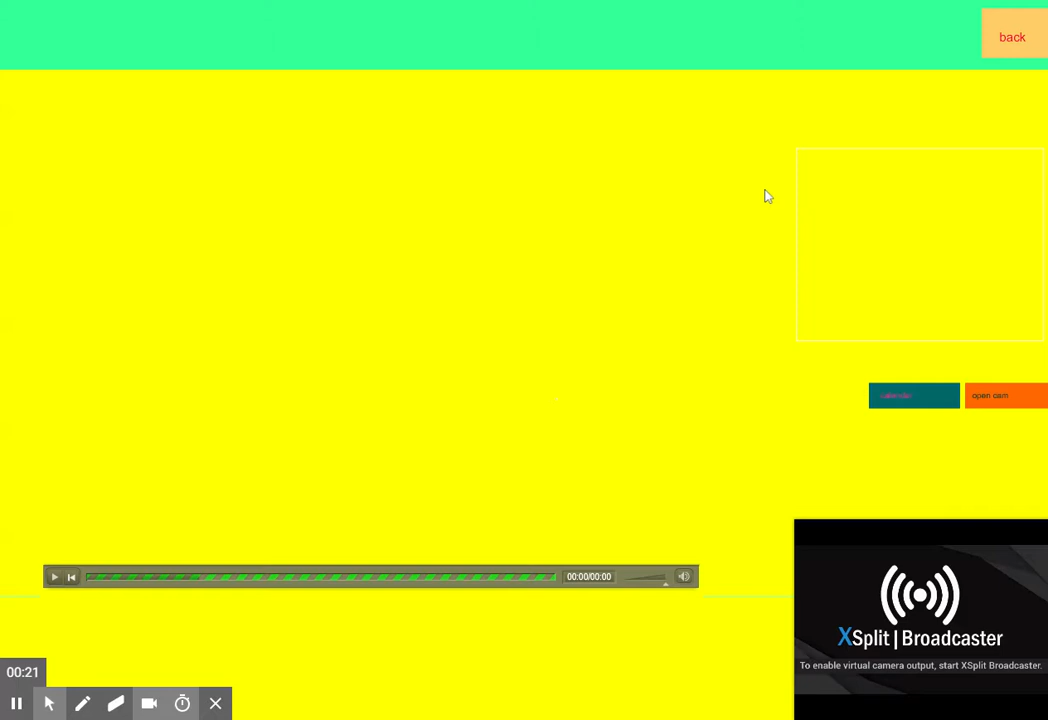 back
calendar
open cam
00:00/00:00
XSplit | Broadcaster
To enable virtual camera output, start XSplit Broadcaster.
00:21